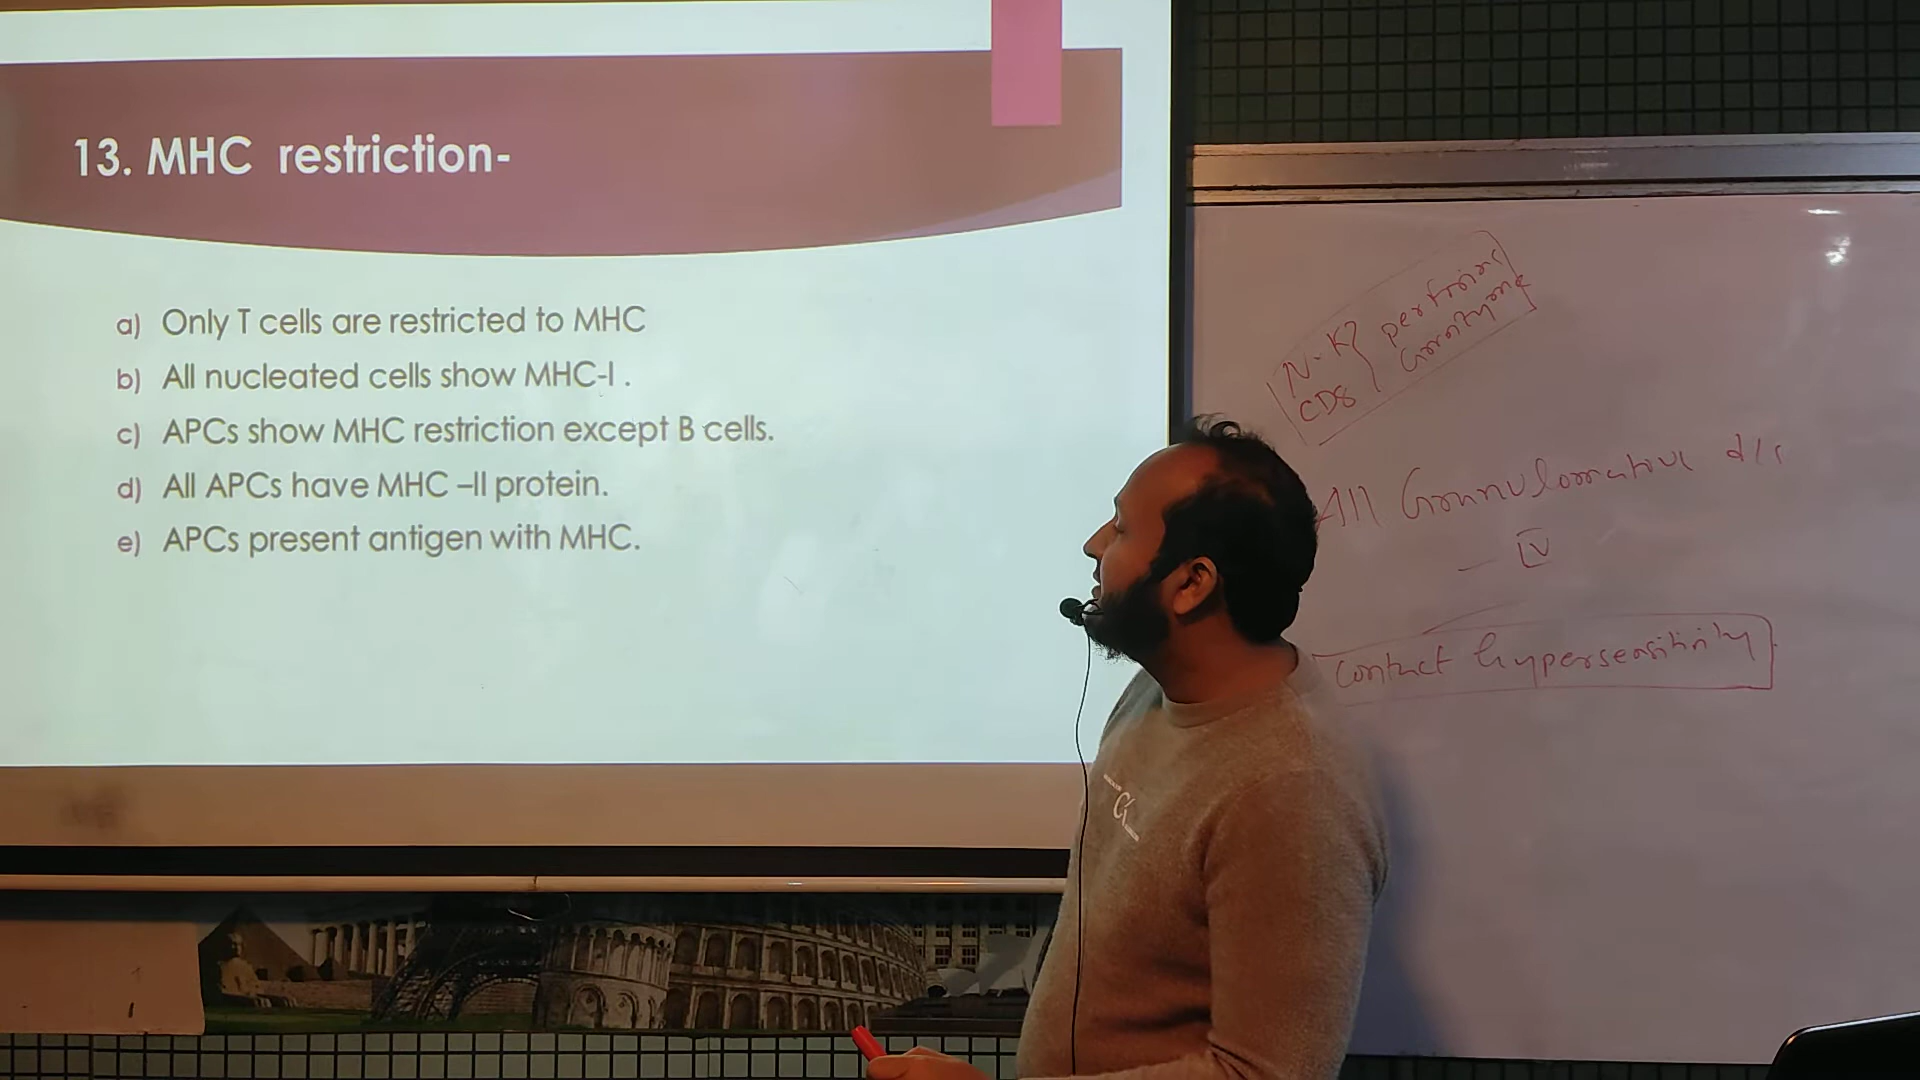 13. MHC restriction-
a) Only T cells are restricted to MHC
b) All nucleated cells show MHC-I .
c) APCs show MHC restriction except B cells.
d) All APCs have MHC –II protein.
e) APCs present antigen with MHC.
N-K} perforins
CD8
All Granulomatous d/s
— IV
Contact hypersensitivity